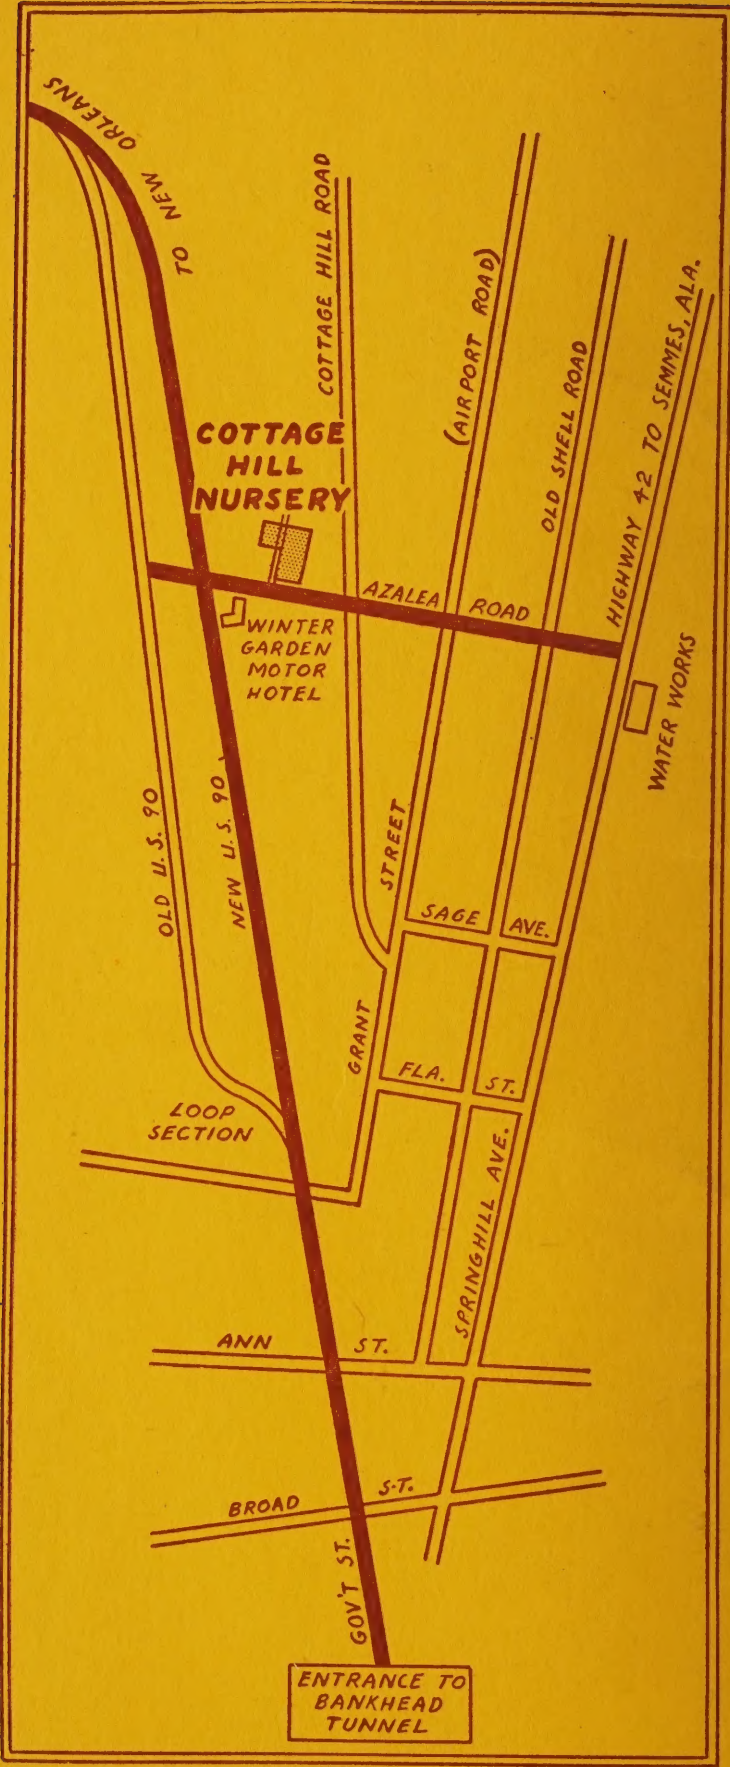 TO NEW ORLEANS
COTTAGE HILL ROAD
(AIRPORT ROAD)
OLD SHELL ROAD
HIGHWAY 42 TO SEMMES, ALA.
COTTAGE
HILL
NURSERY
AZALEA ROAD
WINTER
GARDEN
MOTOR
HOTEL
WATER WORKS
OLD U.S. 90
NEW U.S. 90
GRANT STREET
SAGE AVE.
FLA. ST.
LOOP
SECTION
SPRINGHILL AVE.
ANN ST.
BROAD S.T.
GOV'T ST.
ENTRANCE TO
BANKHEAD
TUNNEL